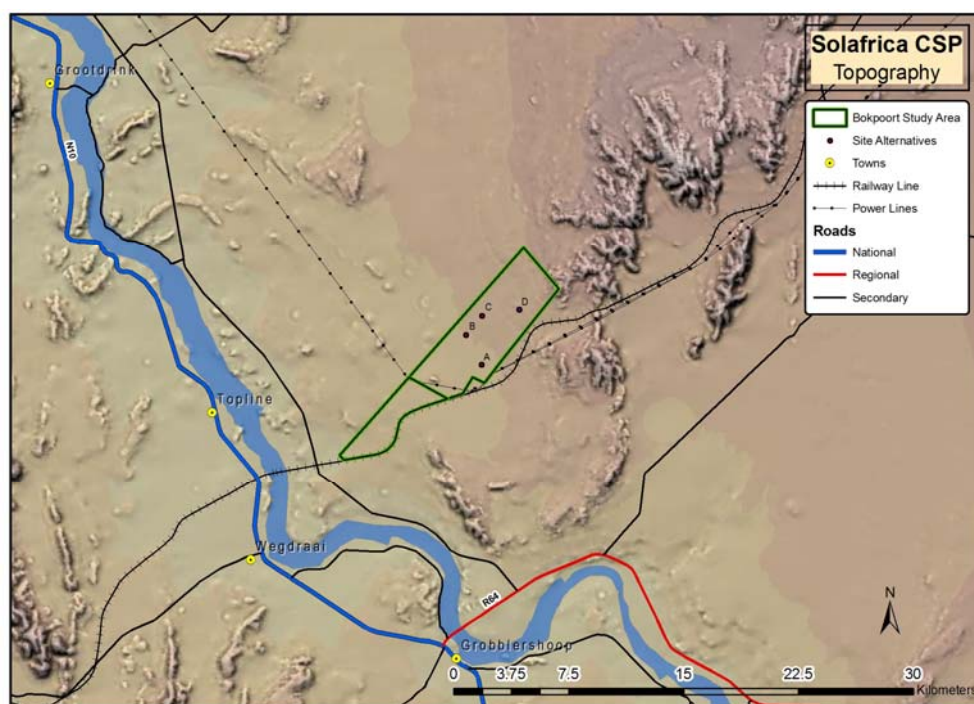 Solafrica CSP
Topography
Bokpoort Study Area
Site Alternatives
Towns
Railway Line
Power Lines
Roads
National
Regional
Secondary
Grootdrink
N10
C
D
B
A
Topline
Wegdraai
R64
Grobblershoop
N
0 3.75 7.5 15 22.5 30
Kilometers